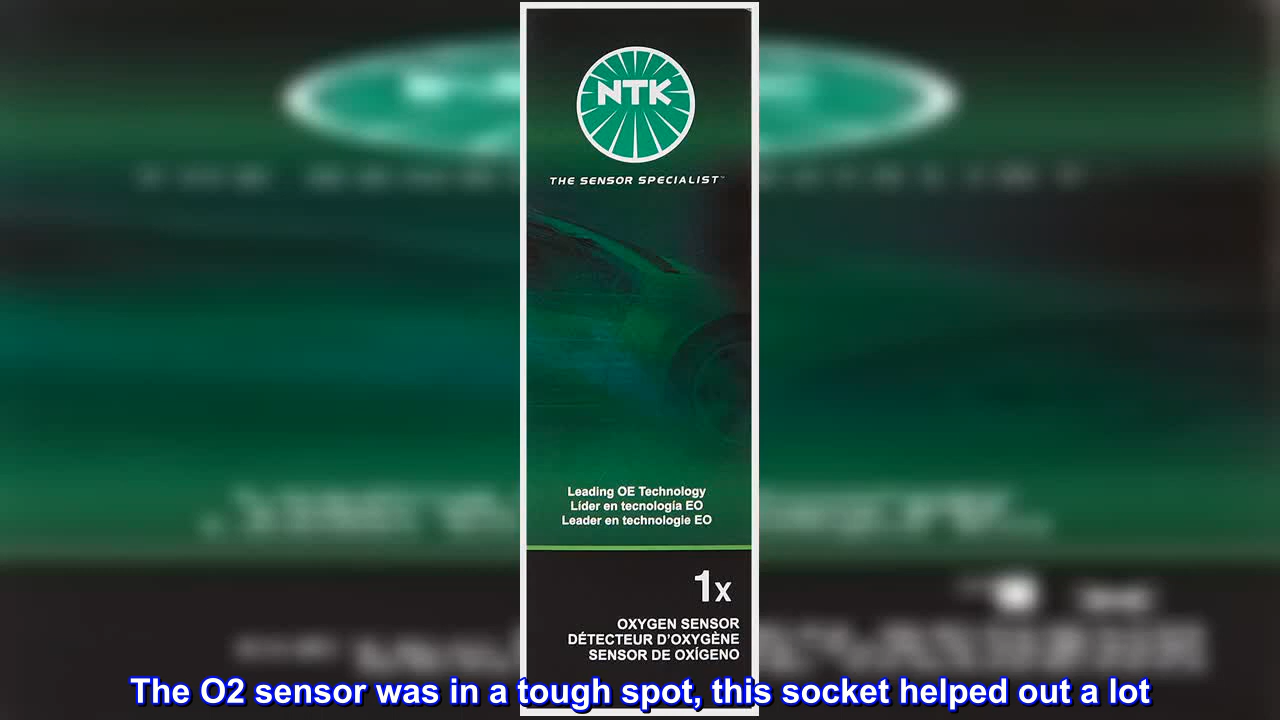 NTK
THE SENSOR SPECIALIST™
Leading OE Technology
Líder en tecnología EO
Leader en technologie EO
1x
OXYGEN SENSOR
DÉTECTEUR D'OXYGÈNE
SENSOR DE OXÍGENO
The O2 sensor was in a tough spot, this socket helped out a lot